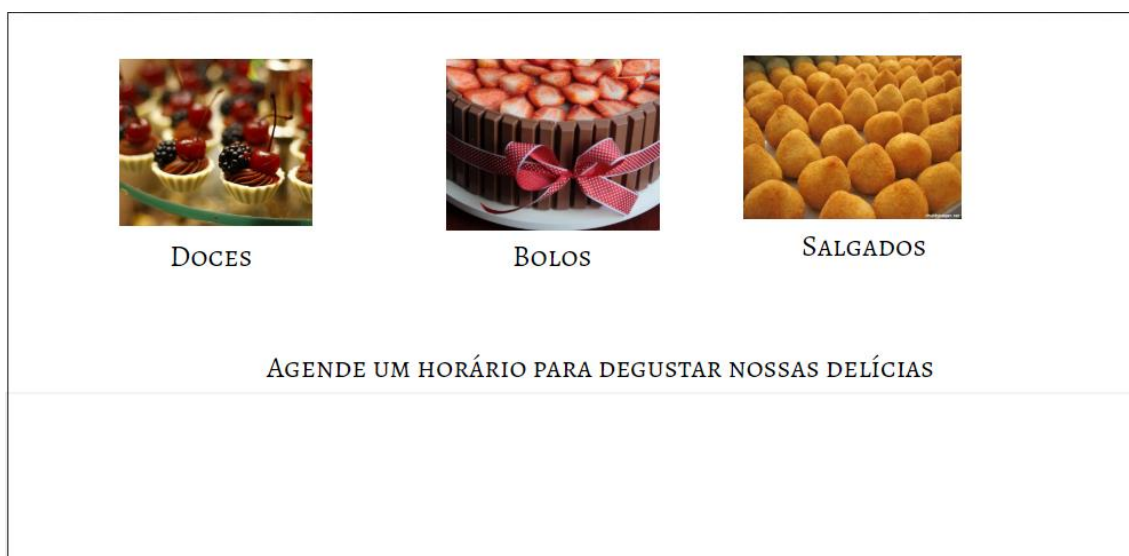 Doces
Bolos
Salgados
Agende um horário para degustar nossas delícias